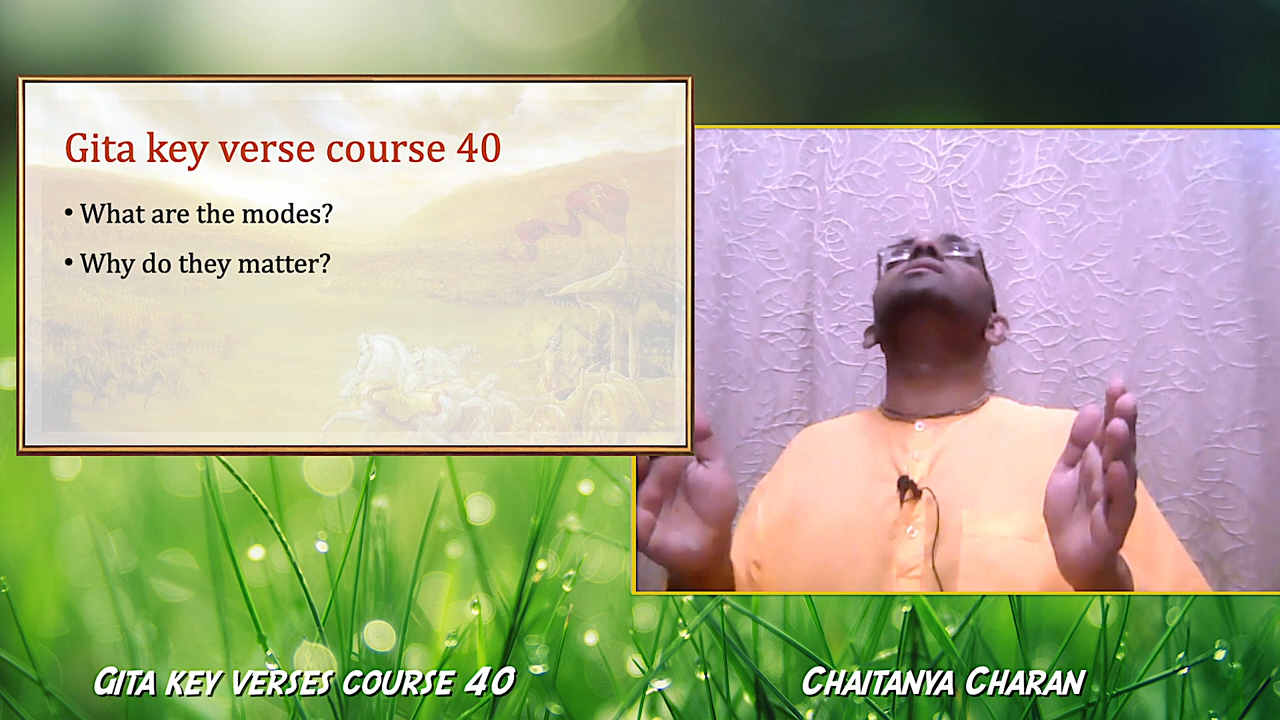 Gita key verse course 40
• What are the modes?
• Why do they matter?
Gita key verses course 40
Chaitanya Charan